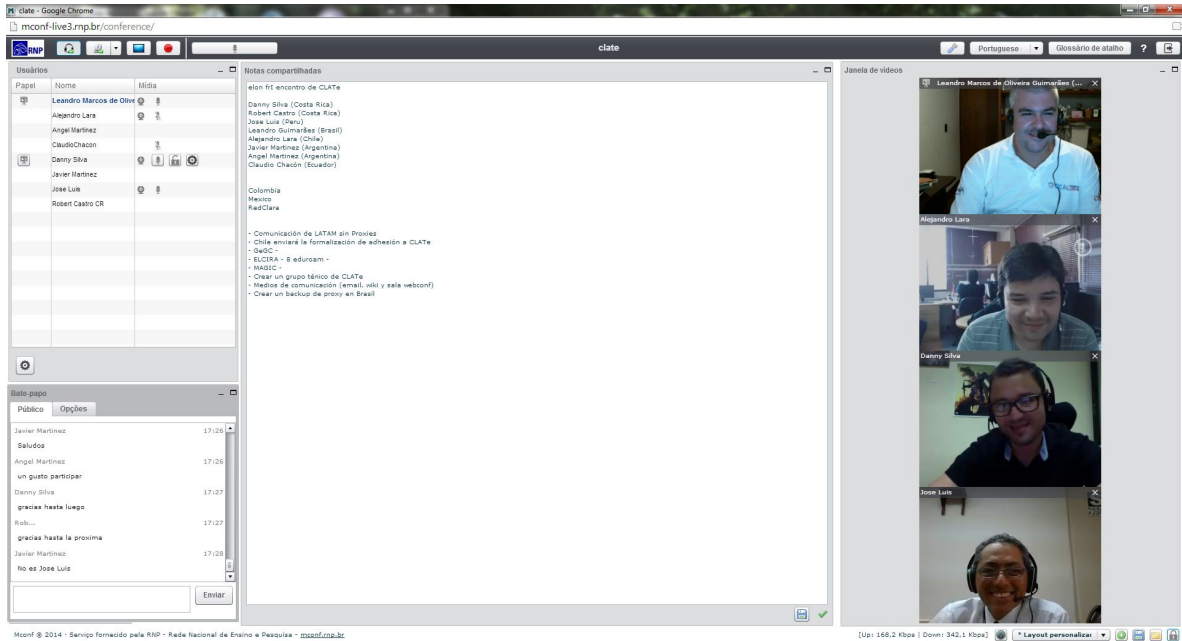 clate - Google Chrome
mconf-live3.rnp.br/conference/
RNP
clate
Portuguese
Glossário de atalho
?
Usuários
Papel Nome Mídia
Leandro Marcos de Olive
Alejandro Lara
Angel Martinez
ClaudioChacon
Danny Silva
Javier Martinez
Jose Luis
Robert Castro CR
Bate-papo
Público Opções
Javier Martinez 17:26
Saludos
Angel Martinez 17:26
un gusto participar
Danny Silva 17:27
gracias hasta luego
Rob... 17:27
gracias hasta la proxima
Javier Martinez 17:28
No es Jose Luis
Enviar
Notas compartilhadas
elon frI encontro de CLATe
Danny Silva (Costa Rica)
Robert Castro (Costa Rica)
Jose Luis (Peru)
Leandro Guimarães (Brasil)
Alejandro Lara (Chile)
Javier Martinez (Argentina)
Angel Martinez (Argentina)
Claudio Chacón (Ecuador)
Colombia
Mexico
RedClara
- Comunicación de LATAM sin Proxies
- Chile enviará la formalización de adhesión a CLATe
- GeGC -
- ELCIRA - 8 eduroam -
- MAGIC -
- Crear un grupo ténico de CLATe
- Medios de comunicación (email, wiki y sala webconf)
- Crear un backup de proxy en Brasil
Janela de vídeos
Leandro Marcos de Oliveira Guimarães (...
Alejandro Lara
Danny Silva
Jose Luis
Mconf © 2014 - Serviço fornecido pela RNP - Rede Nacional de Ensino e Pesquisa - mconf.rnp.br
[Up: 168,2 Kbps | Down: 342,1 Kbps]
* Layout personalizad